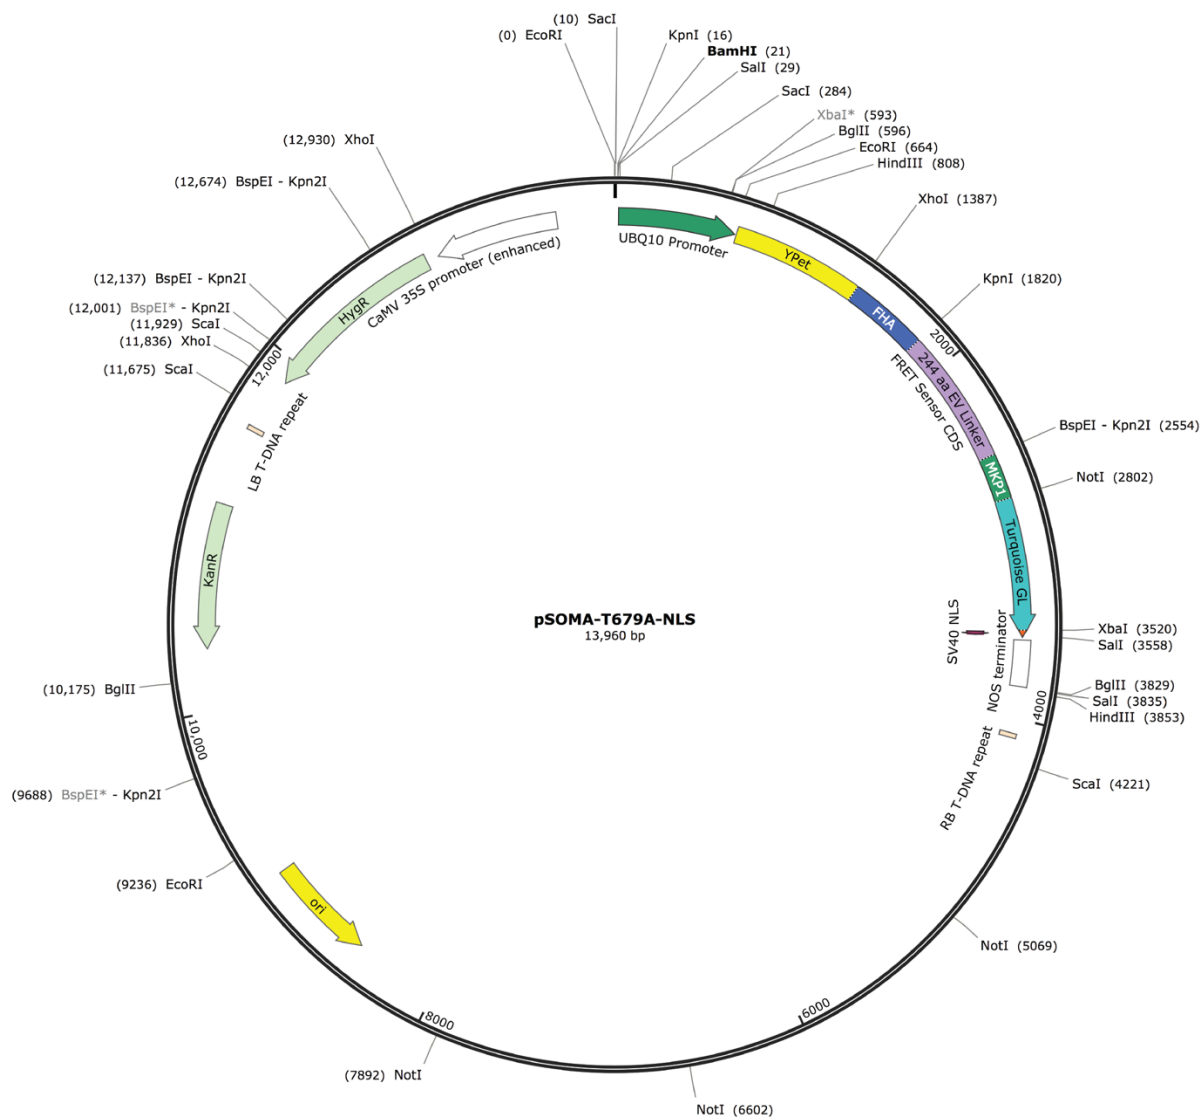 (10) SacI
(0) EcoRI
KpnI (16)
BamHI (21)
SalI (29)
SacI (284)
XbaI* (593)
BglII (596)
EcoRI (664)
HindIII (808)
XhoI (1387)
KpnI (1820)
BspEI - Kpn2I (2554)
NotI (2802)
XbaI (3520)
SalI (3558)
BglII (3829)
SalI (3835)
HindIII (3853)
ScaI (4221)
NotI (5069)
NotI (6602)
(7892) NotI
(9236) EcoRI
(9688) BspEI* - Kpn2I
(10,175) BglII
(11,675) ScaI
(11,836) XhoI
(11,929) ScaI
(12,001) BspEI* - Kpn2I
(12,137) BspEI - Kpn2I
(12,674) BspEI - Kpn2I
(12,930) XhoI
2000
4000
6000
8000
10,000
12,000
UBQ10 Promoter
YPet
FHA
244 aa EV Linker
FRET Sensor CDS
MKP1
Turquoise GL
SV40 NLS
NOS terminator
RB T-DNA repeat
ori
KanR
LB T-DNA repeat
HygR
CaMV 35S promoter (enhanced)
pSOMA-T679A-NLS
13,960 bp